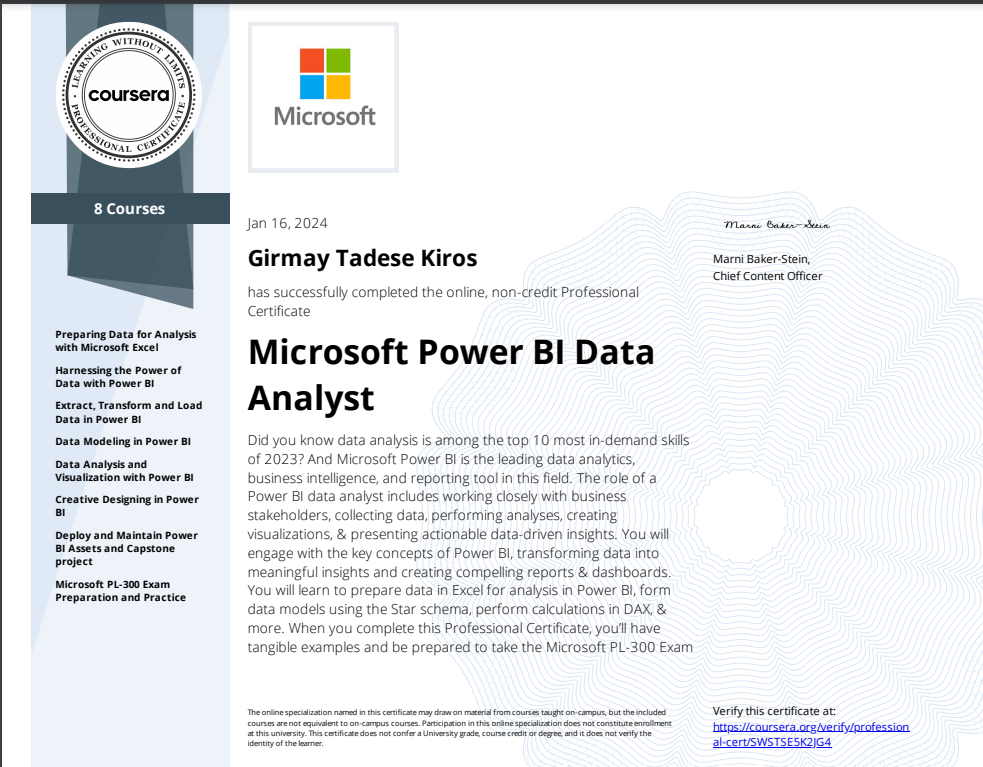 LEARNING WITHOUT LIMITS
coursera
PROFESSIONAL CERTIFICATE
8 Courses
Preparing Data for Analysis
with Microsoft Excel
Harnessing the Power of
Data with Power BI
Extract, Transform and Load
Data in Power BI
Data Modeling in Power BI
Data Analysis and
Visualization with Power BI
Creative Designing in Power
BI
Deploy and Maintain Power
BI Assets and Capstone
project
Microsoft PL-300 Exam
Preparation and Practice
Microsoft
Jan 16, 2024
Girmay Tadese Kiros
has successfully completed the online, non-credit Professional
Certificate
Microsoft Power BI Data
Analyst
Did you know data analysis is among the top 10 most in-demand skills
of 2023? And Microsoft Power BI is the leading data analytics,
business intelligence, and reporting tool in this field. The role of a
Power BI data analyst includes working closely with business
stakeholders, collecting data, performing analyses, creating
visualizations, & presenting actionable data-driven insights. You will
engage with the key concepts of Power BI, transforming data into
meaningful insights and creating compelling reports & dashboards.
You will learn to prepare data in Excel for analysis in Power BI, form
data models using the Star schema, perform calculations in DAX, &
more. When you complete this Professional Certificate, you'll have
tangible examples and be prepared to take the Microsoft PL-300 Exam
Marni Baker-Stein
Marni Baker-Stein,
Chief Content Officer
The online specialization named in this certificate may draw on material from courses taught on-campus, but the included
courses are not equivalent to on-campus courses. Participation in this online specialization does not constitute enrollment
at this university. This certificate does not confer a University grade, course credit or degree, and it does not verify the
identity of the learner.
Verify this certificate at:
https://coursera.org/verify/profession
al-cert/SWSTSE5K2JG4